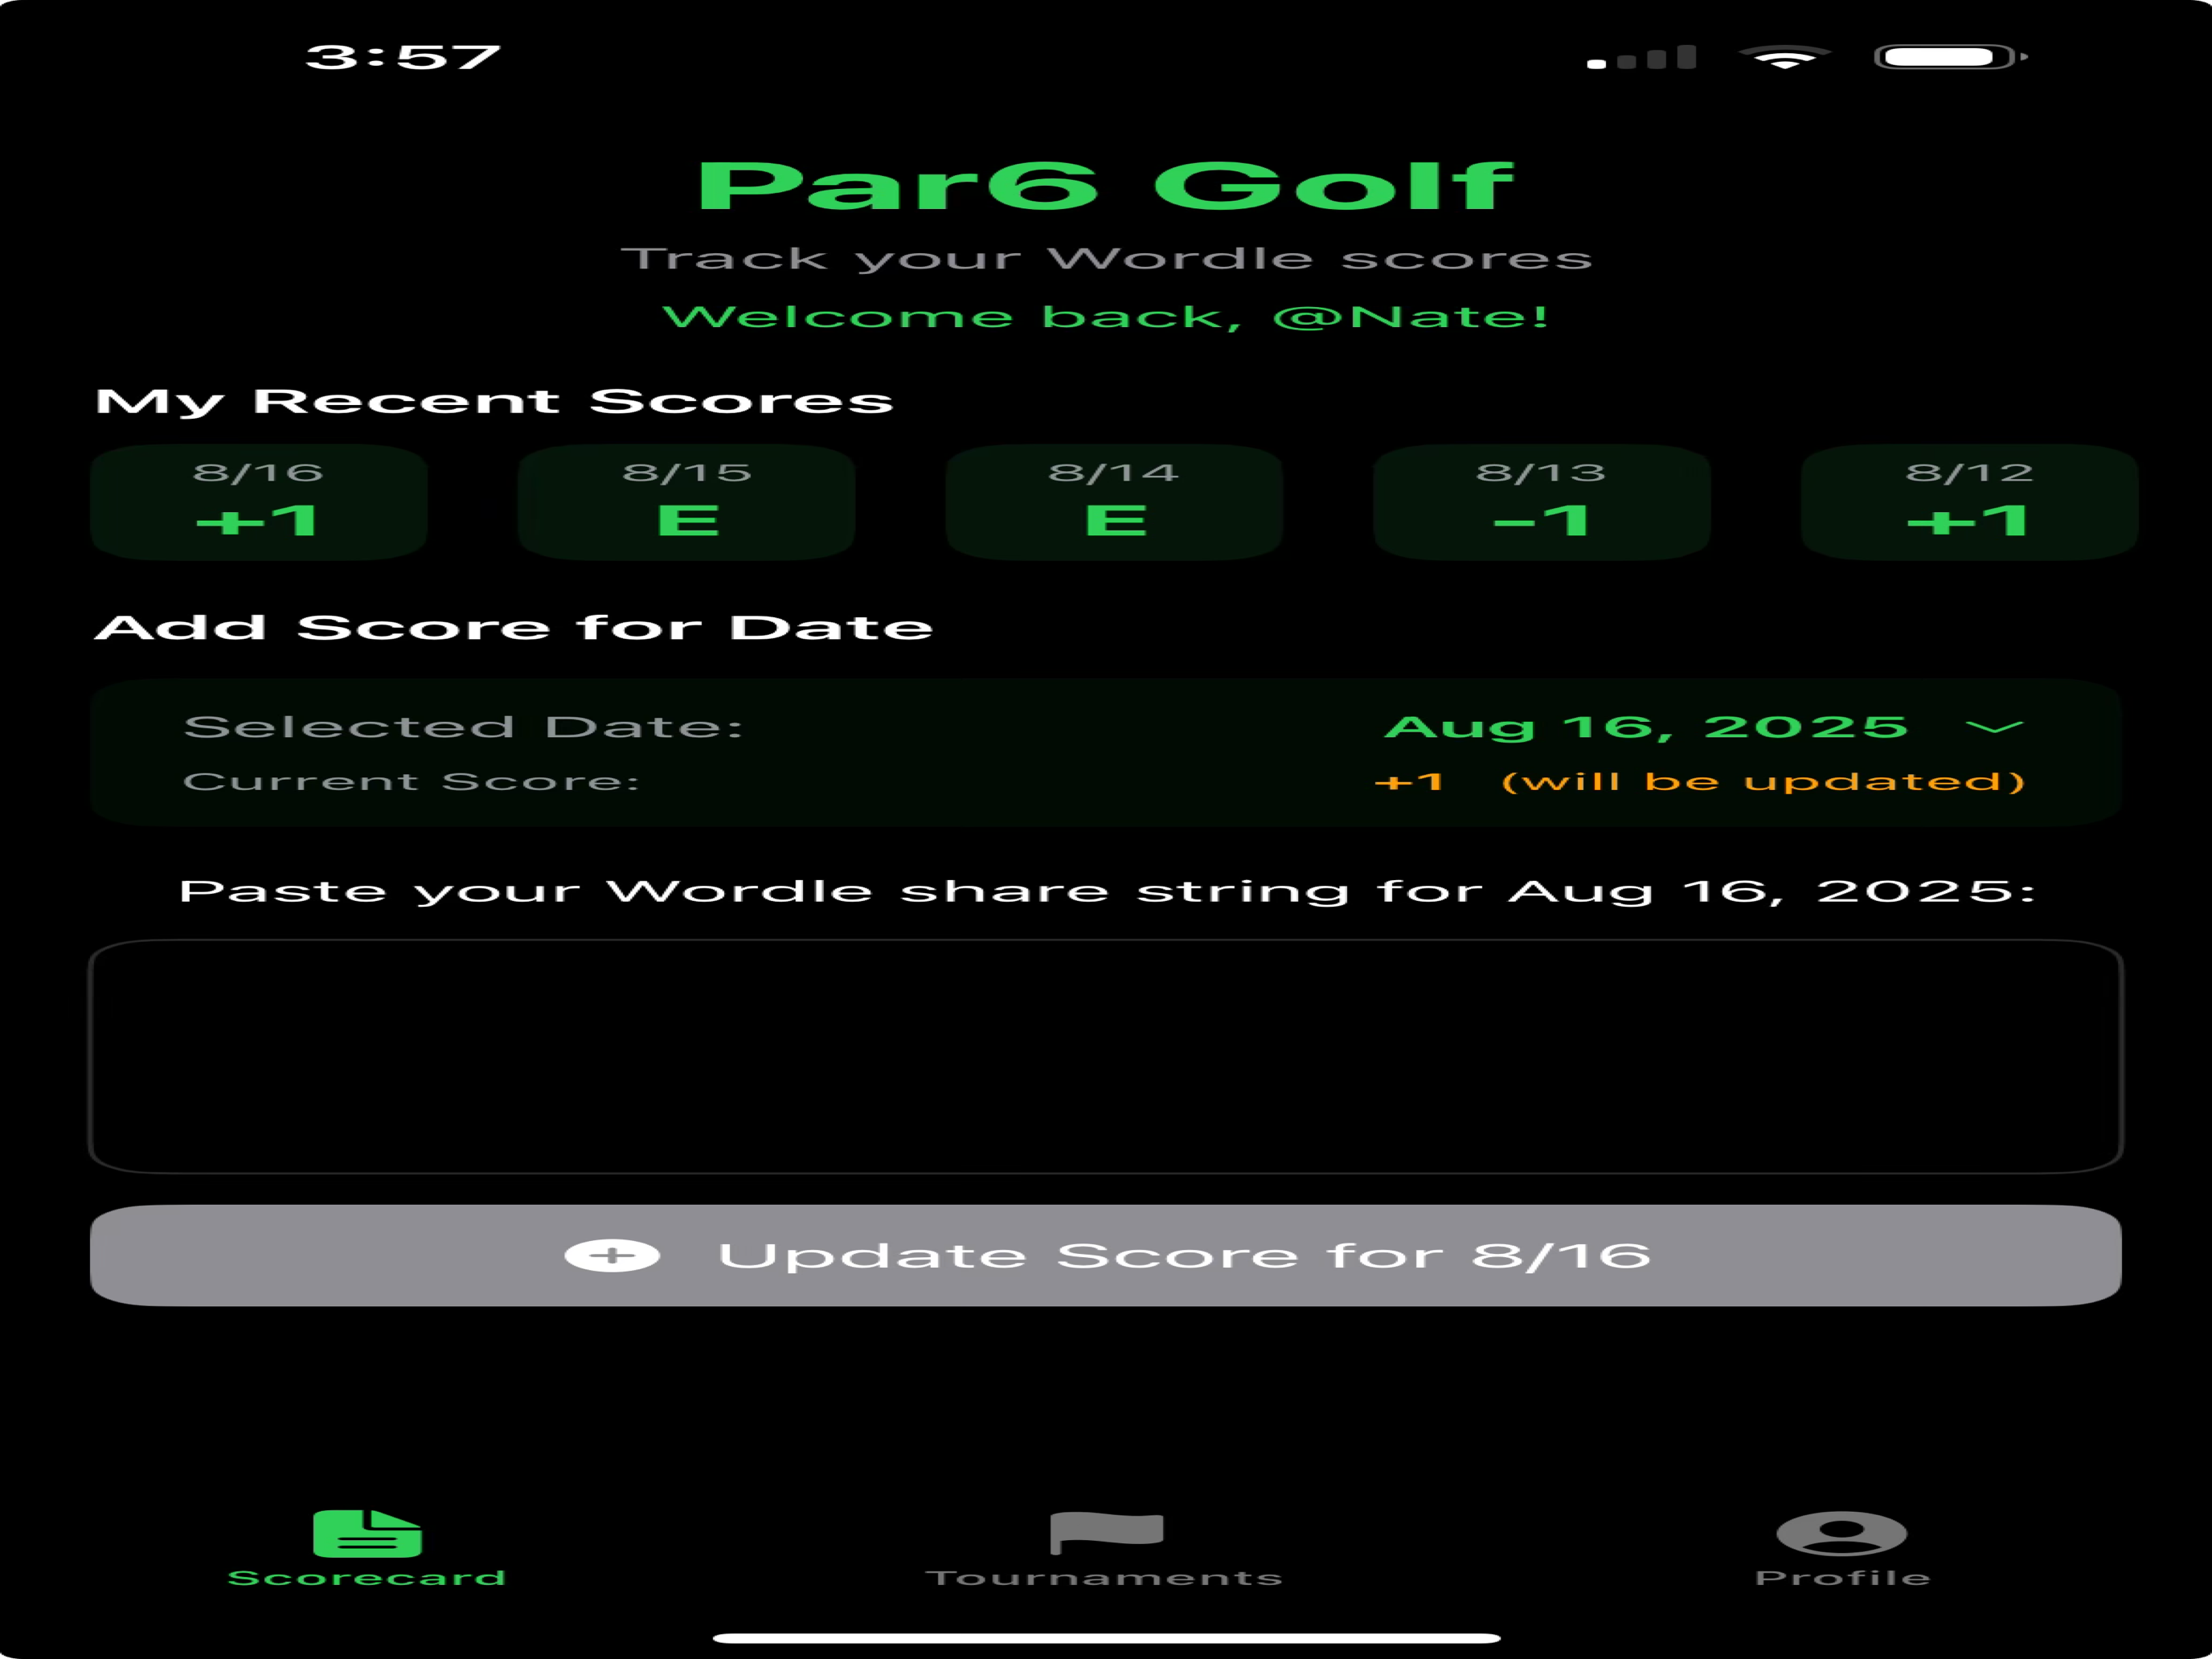 3:57
Par6 Golf
Track your Wordle scores
Welcome back, @Nate!
My Recent Scores
8/16 8/15 8/14 8/13 8/12
+1 E E -1 +1
Add Score for Date
Selected Date: Aug 16, 2025
Current Score: +1 (will be updated)
Paste your Wordle share string for Aug 16, 2025:
Update Score for 8/16
Scorecard Tournaments Profile